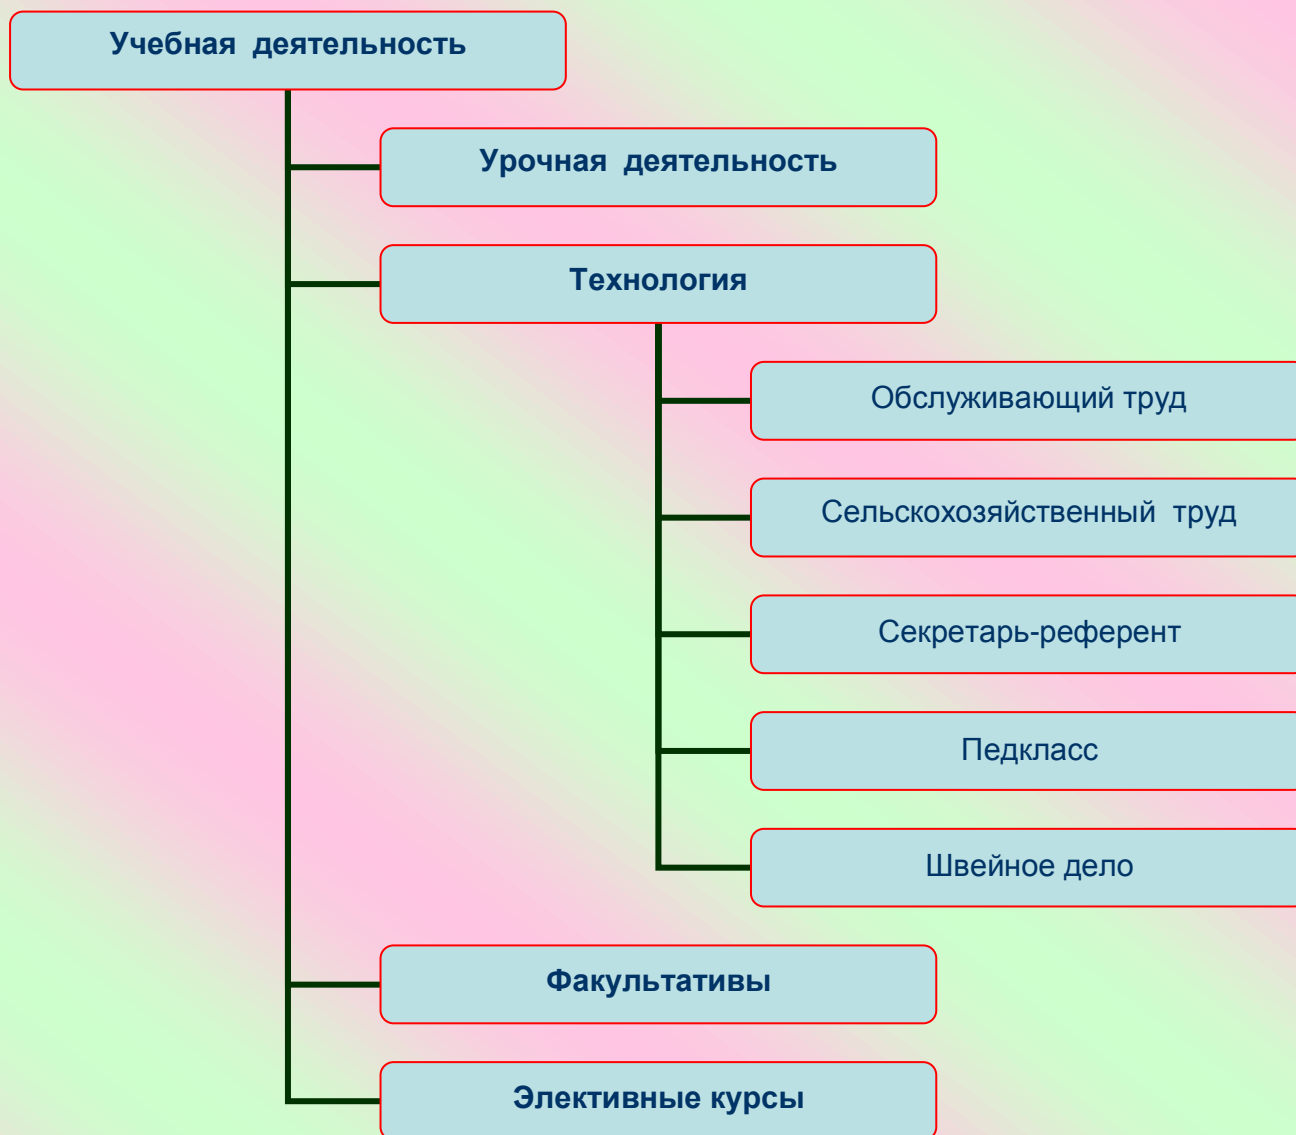 Учебная деятельность
Урочная деятельность
Технология
Обслуживающий труд
Сельскохозяйственный труд
Секретарь-референт
Педкласс
Швейное дело
Факультативы
Элективные курсы